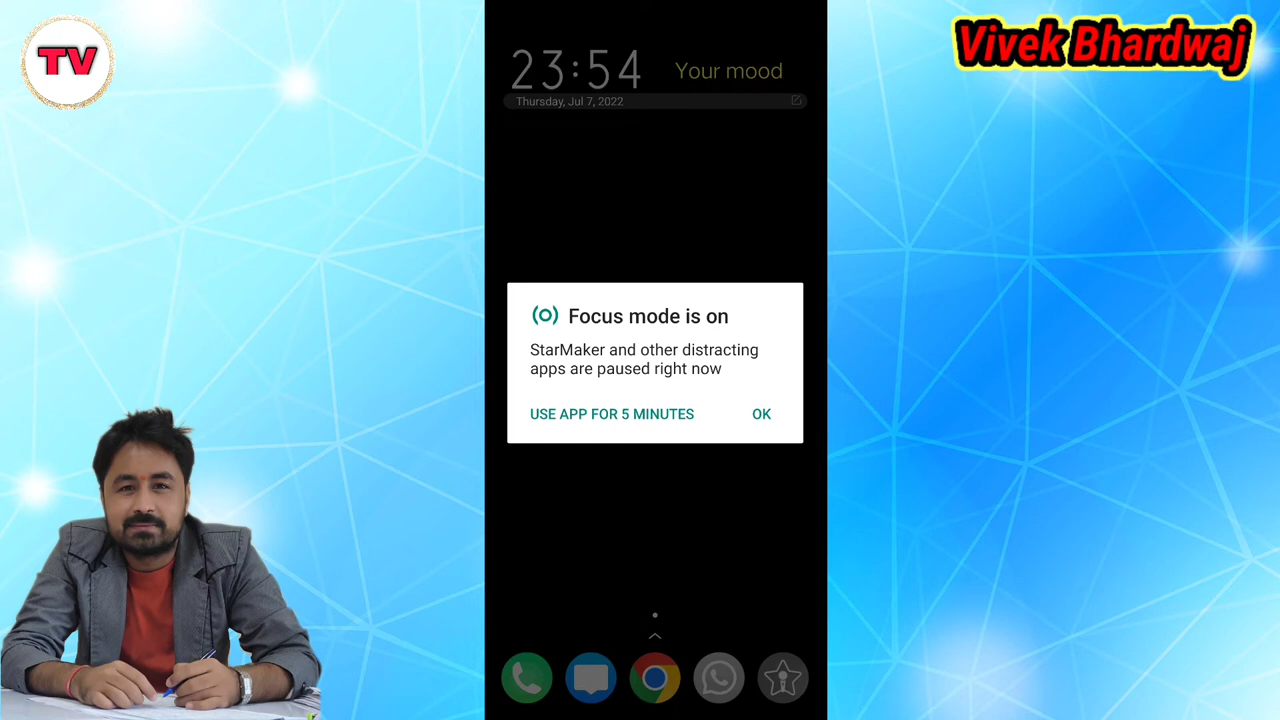 TV
Vivek Bhardwaj
23:54
Your mood
Thursday, Jul 7, 2022
Focus mode is on
StarMaker and other distracting
apps are paused right now
USE APP FOR 5 MINUTES
OK